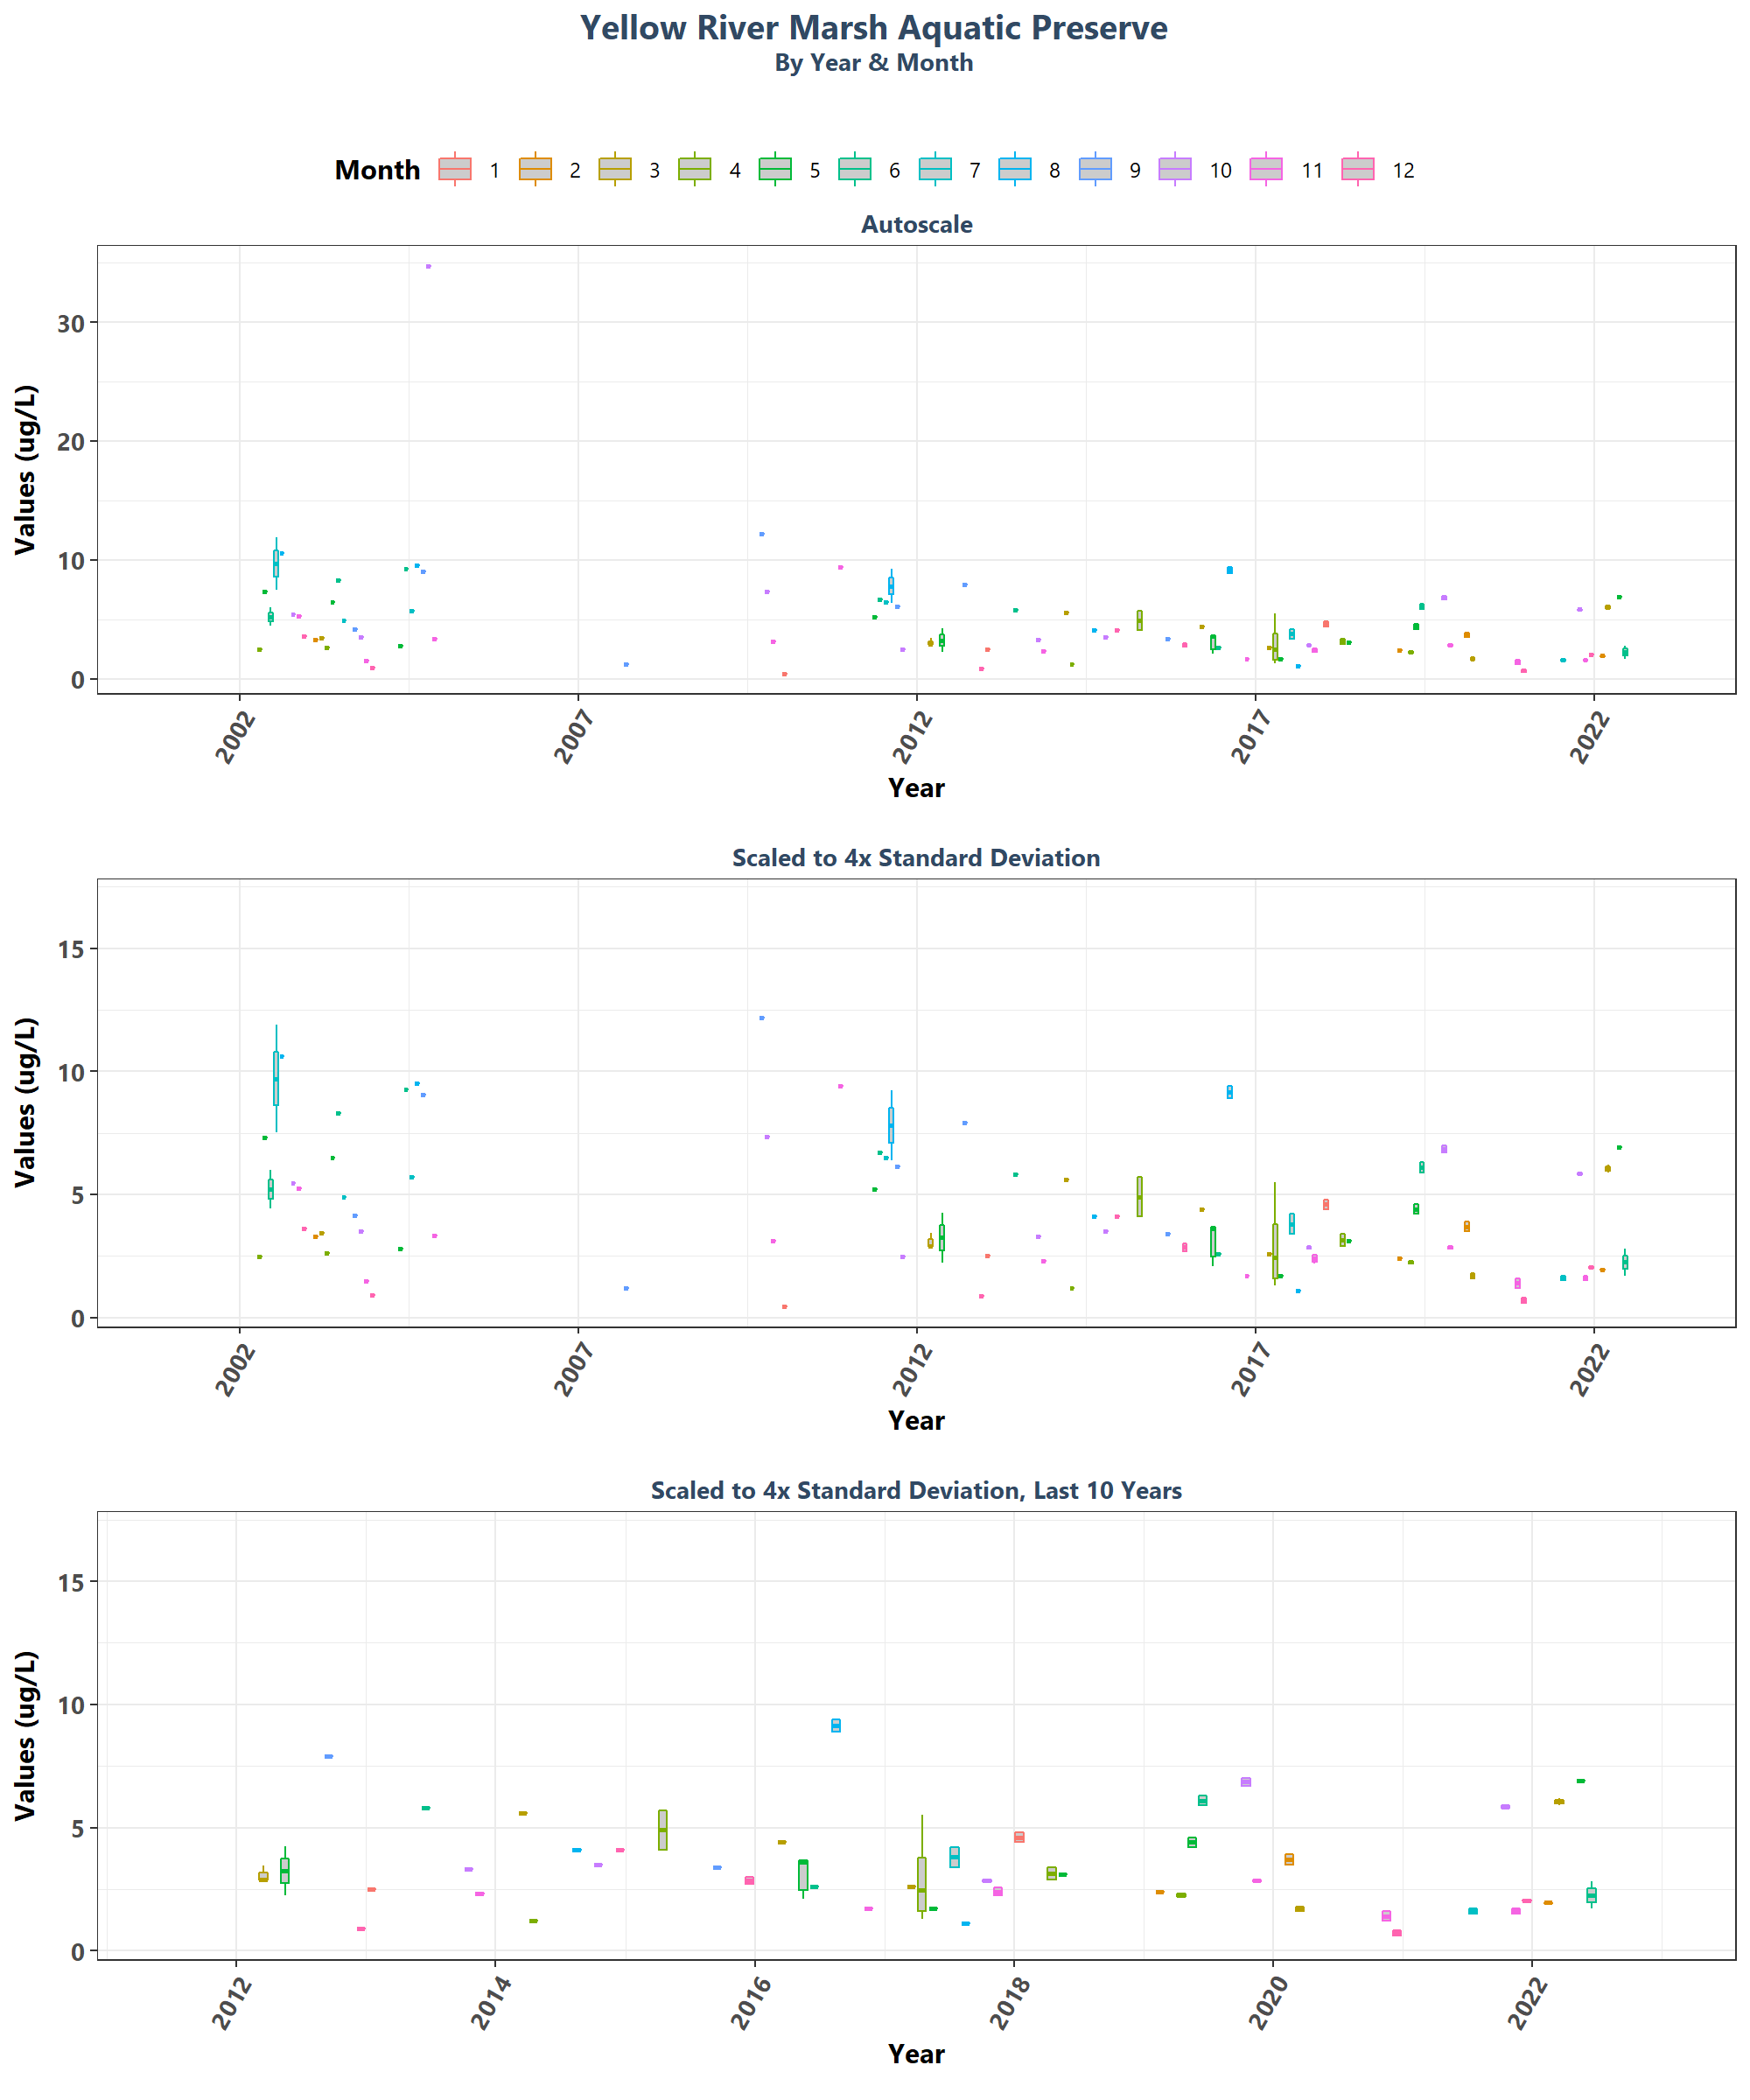 Yellow River Marsh Aquatic Preserve
By Year & Month
Month 1 2 3 4 5 6 7 8 9 10 11 12
Autoscale
Values (ug/L)
30
20
10
0
2002 2007 2012 2017 2022
Year
Scaled to 4x Standard Deviation
Values (ug/L)
15
10
5
0
2002 2007 2012 2017 2022
Year
Scaled to 4x Standard Deviation, Last 10 Years
Values (ug/L)
15
10
5
0
2012 2014 2016 2018 2020 2022
Year